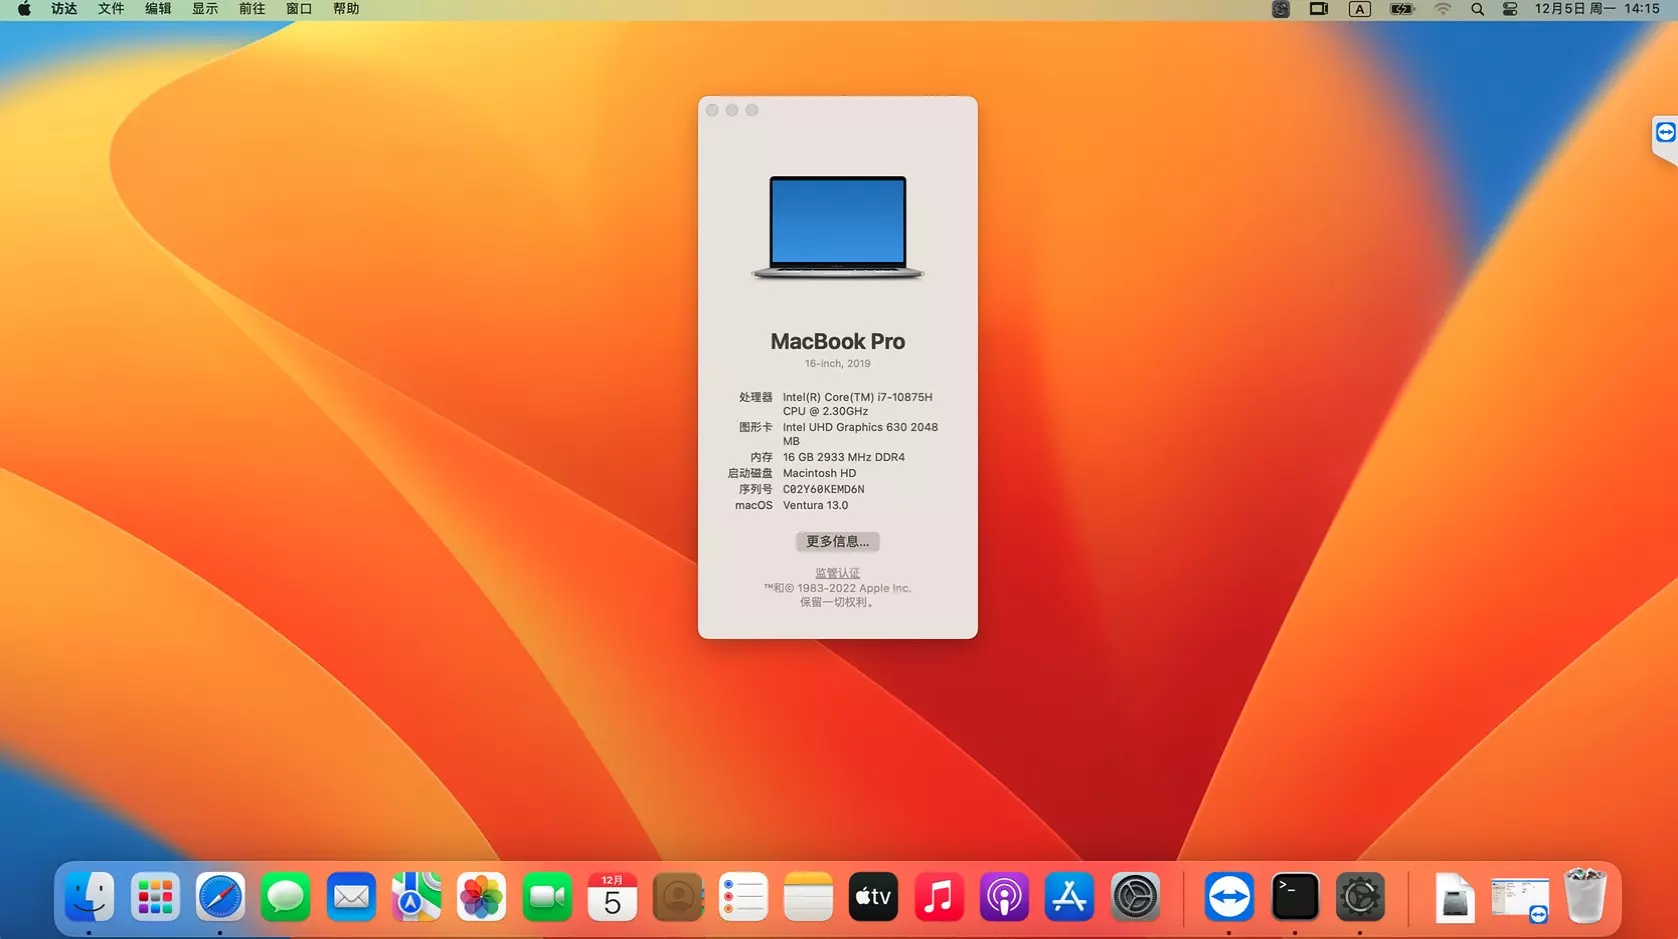 访达 文件 编辑 显示 前往 窗口 帮助
A
12月5日 周一 14:15
MacBook Pro
16-inch, 2019
处理器 Intel(R) Core(TM) i7-10875H
CPU @ 2.30GHz
图形卡 Intel UHD Graphics 630 2048
MB
内存 16 GB 2933 MHz DDR4
启动磁盘 Macintosh HD
序列号 C02Y60KEMD6N
macOS Ventura 13.0
更多信息...
监管认证
™和© 1983-2022 Apple Inc.
保留一切权利。
12月
5
tv
>_